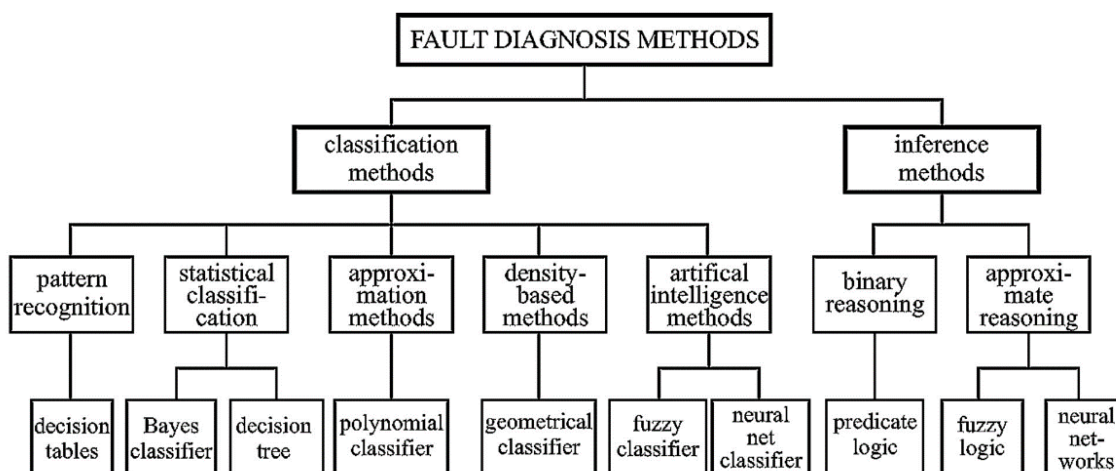 FAULT DIAGNOSIS METHODS
classification
methods
inference
methods
pattern
recognition
statistical
classifi-
cation
approxi-
mation
methods
density-
based
methods
artifical
intelligence
methods
binary
reasoning
approxi-
mate
reasoning
decision
tables
Bayes
classifier
decision
tree
polynomial
classifier
geometrical
classifier
fuzzy
classifier
neural
net
classifier
predicate
logic
fuzzy
logic
neural
net-
works